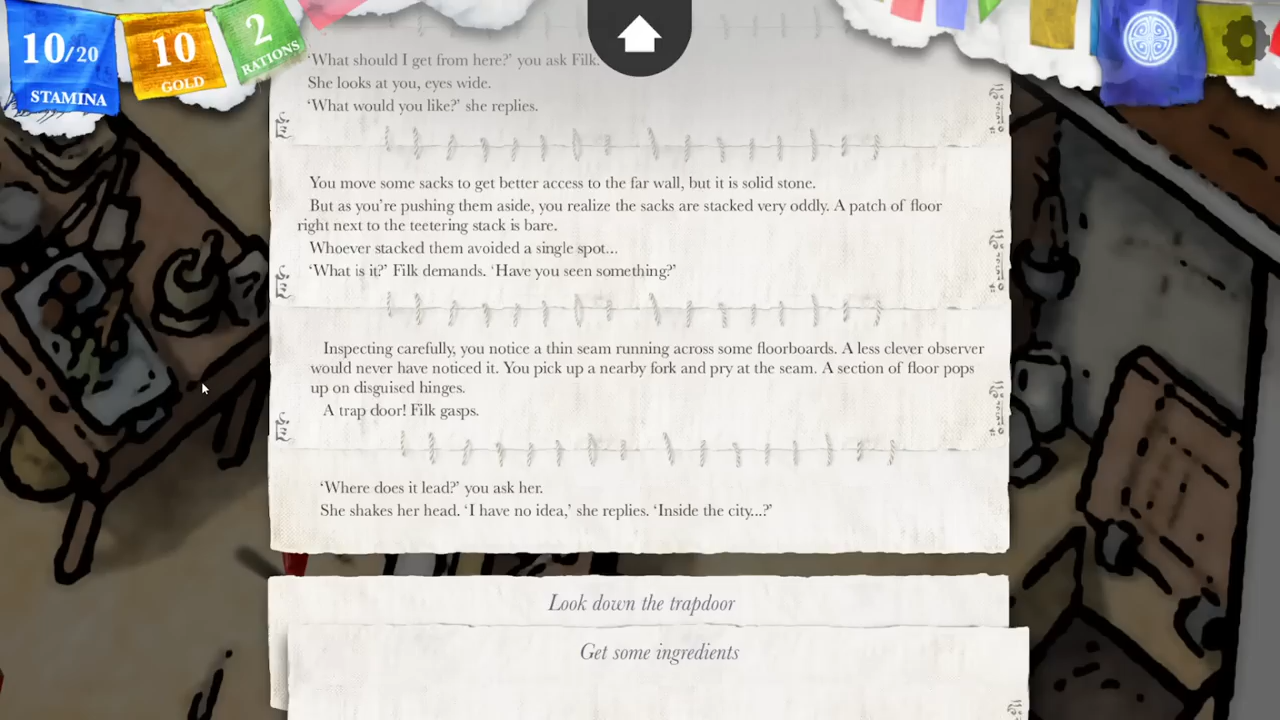 10/20
STAMINA
10
GOLD
2
RATIONS
‘What should I get from here?’ you ask Filk.
She looks at you, eyes wide.
‘What would you like?’ she replies.
You move some sacks to get better access to the far wall, but it is solid stone.
But as you’re pushing them aside, you realize the sacks are stacked very oddly. A patch of floor
right next to the teetering stack is bare.
Whoever stacked them avoided a single spot...
‘What is it?’ Filk demands. ‘Have you seen something?’
Inspecting carefully, you notice a thin seam running across some floorboards. A less clever observer
would never have noticed it. You pick up a nearby fork and pry at the seam. A section of floor pops
up on disguised hinges.
A trap door! Filk gasps.
‘Where does it lead?’ you ask her.
She shakes her head. ‘I have no idea,’ she replies. ‘Inside the city...?’
Look down the trapdoor
Get some ingredients